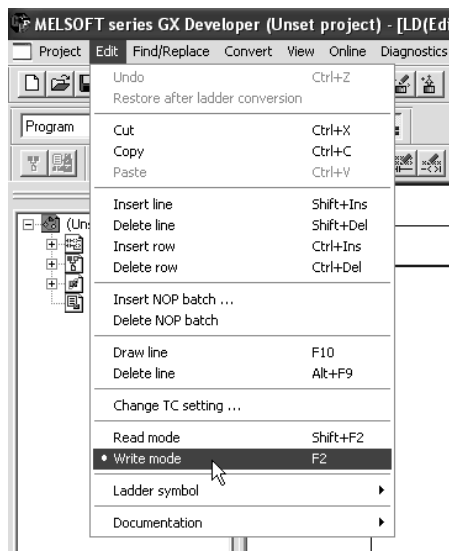 MELSOFT series GX Developer (Unset project) - [LD(Edi
Project Edit Find/Replace Convert View Online Diagnostics
Undo Ctrl+Z
Restore after ladder conversion
Program
Cut Ctrl+X
Copy Ctrl+C
Paste Ctrl+V
Insert line Shift+Ins
Delete line Shift+Del
(Uns
Insert row Ctrl+Ins
Delete row Ctrl+Del
Insert NOP batch ...
Delete NOP batch
Draw line F10
Delete line Alt+F9
Change TC setting ...
Read mode Shift+F2
• Write mode F2
Ladder symbol
Documentation